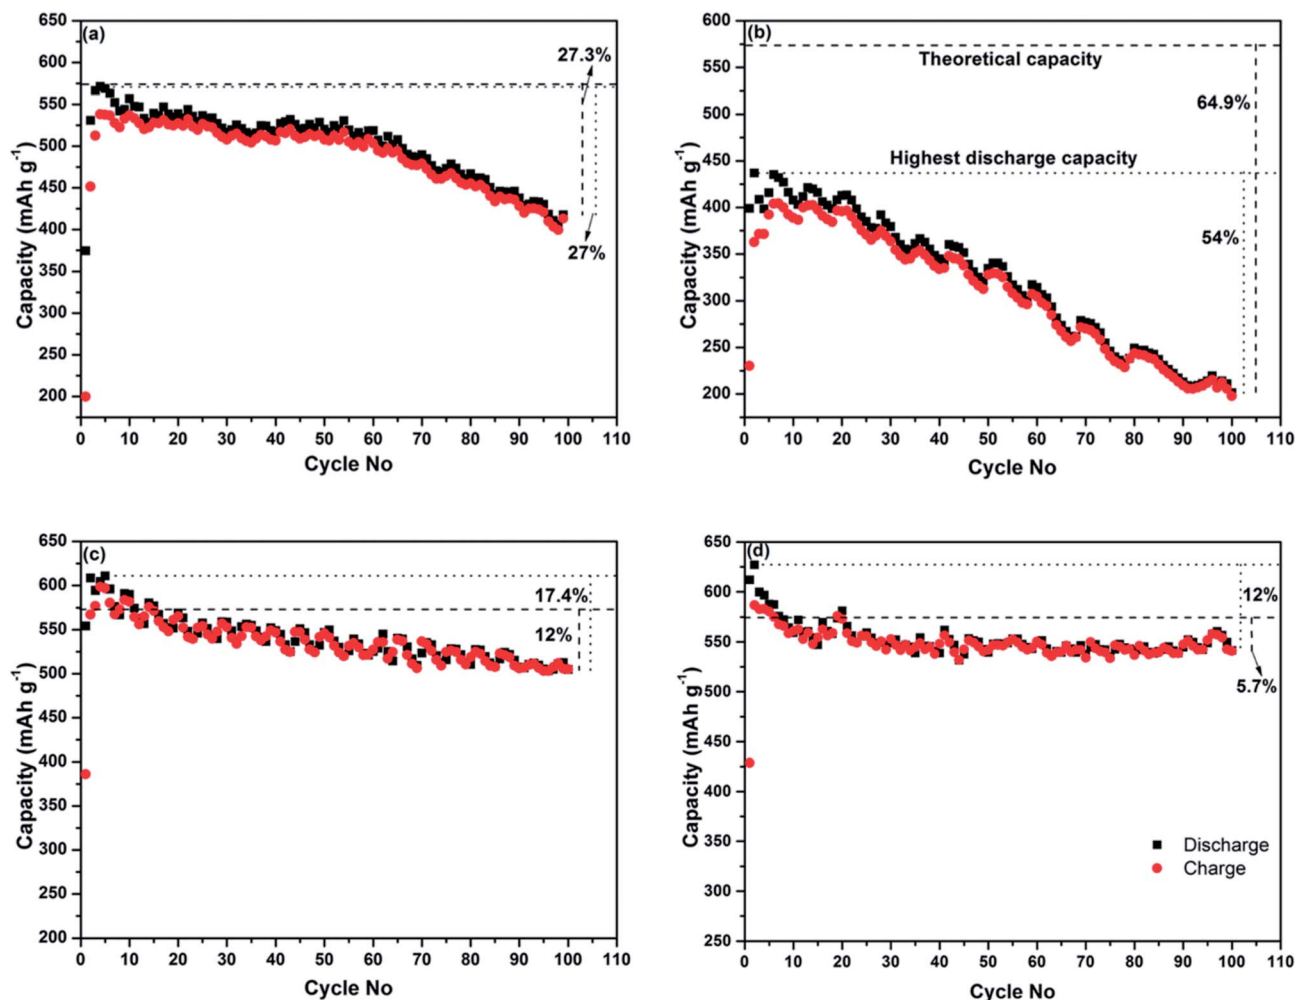 (a)
650
600
550
500
450
400
350
300
250
200
Capacity (mAh g⁻¹)
27.3%
27%
0 10 20 30 40 50 60 70 80 90 100 110
Cycle No
(b)
600
550
500
450
400
350
300
250
200
Capacity (mAh g⁻¹)
Theoretical capacity
64.9%
Highest discharge capacity
54%
0 10 20 30 40 50 60 70 80 90 100 110
Cycle No
(c)
650
600
550
500
450
400
350
300
250
200
Capacity (mAh g⁻¹)
17.4%
12%
0 10 20 30 40 50 60 70 80 90 100 110
Cycle No
(d)
650
600
550
500
450
400
350
300
250
Capacity (mAh g⁻¹)
12%
5.7%
Discharge
Charge
0 10 20 30 40 50 60 70 80 90 100 110
Cycle No